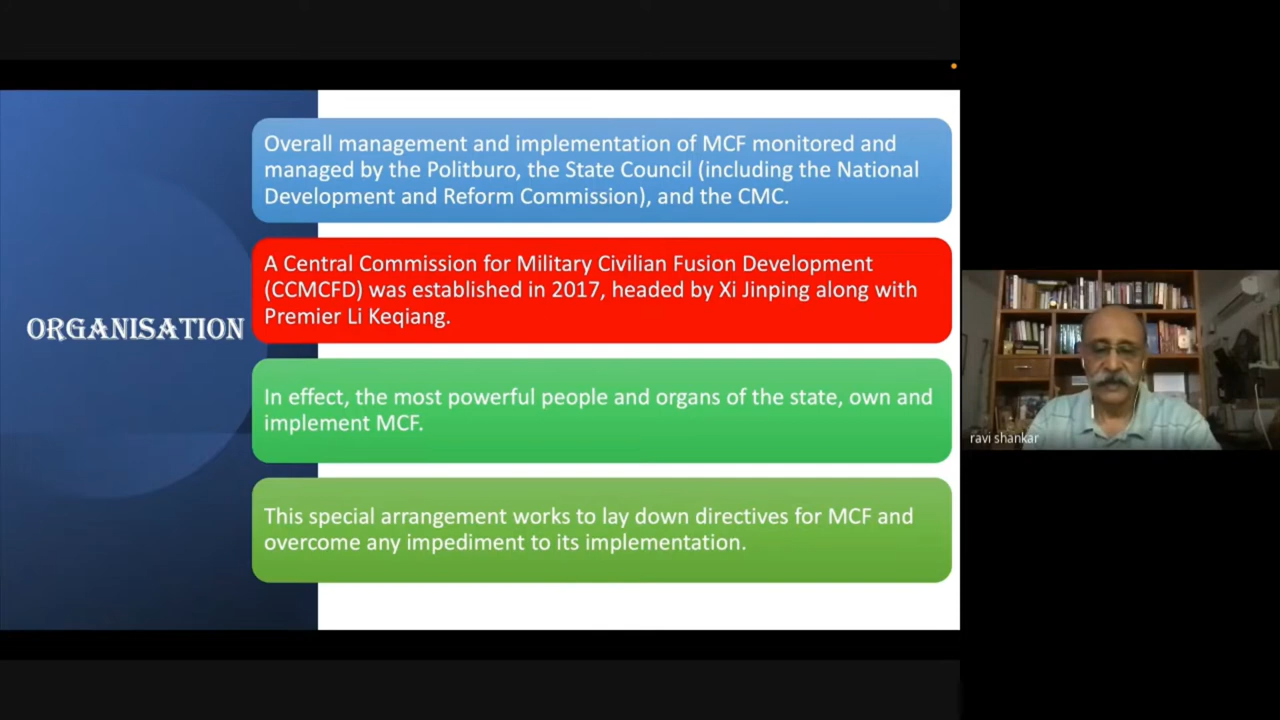 ORGANISATION
Overall management and implementation of MCF monitored and
managed by the Politburo, the State Council (including the National
Development and Reform Commission), and the CMC.
A Central Commission for Military Civilian Fusion Development
(CCMCFD) was established in 2017, headed by Xi Jinping along with
Premier Li Keqiang.
In effect, the most powerful people and organs of the state, own and
implement MCF.
This special arrangement works to lay down directives for MCF and
overcome any impediment to its implementation.
ravi shankar